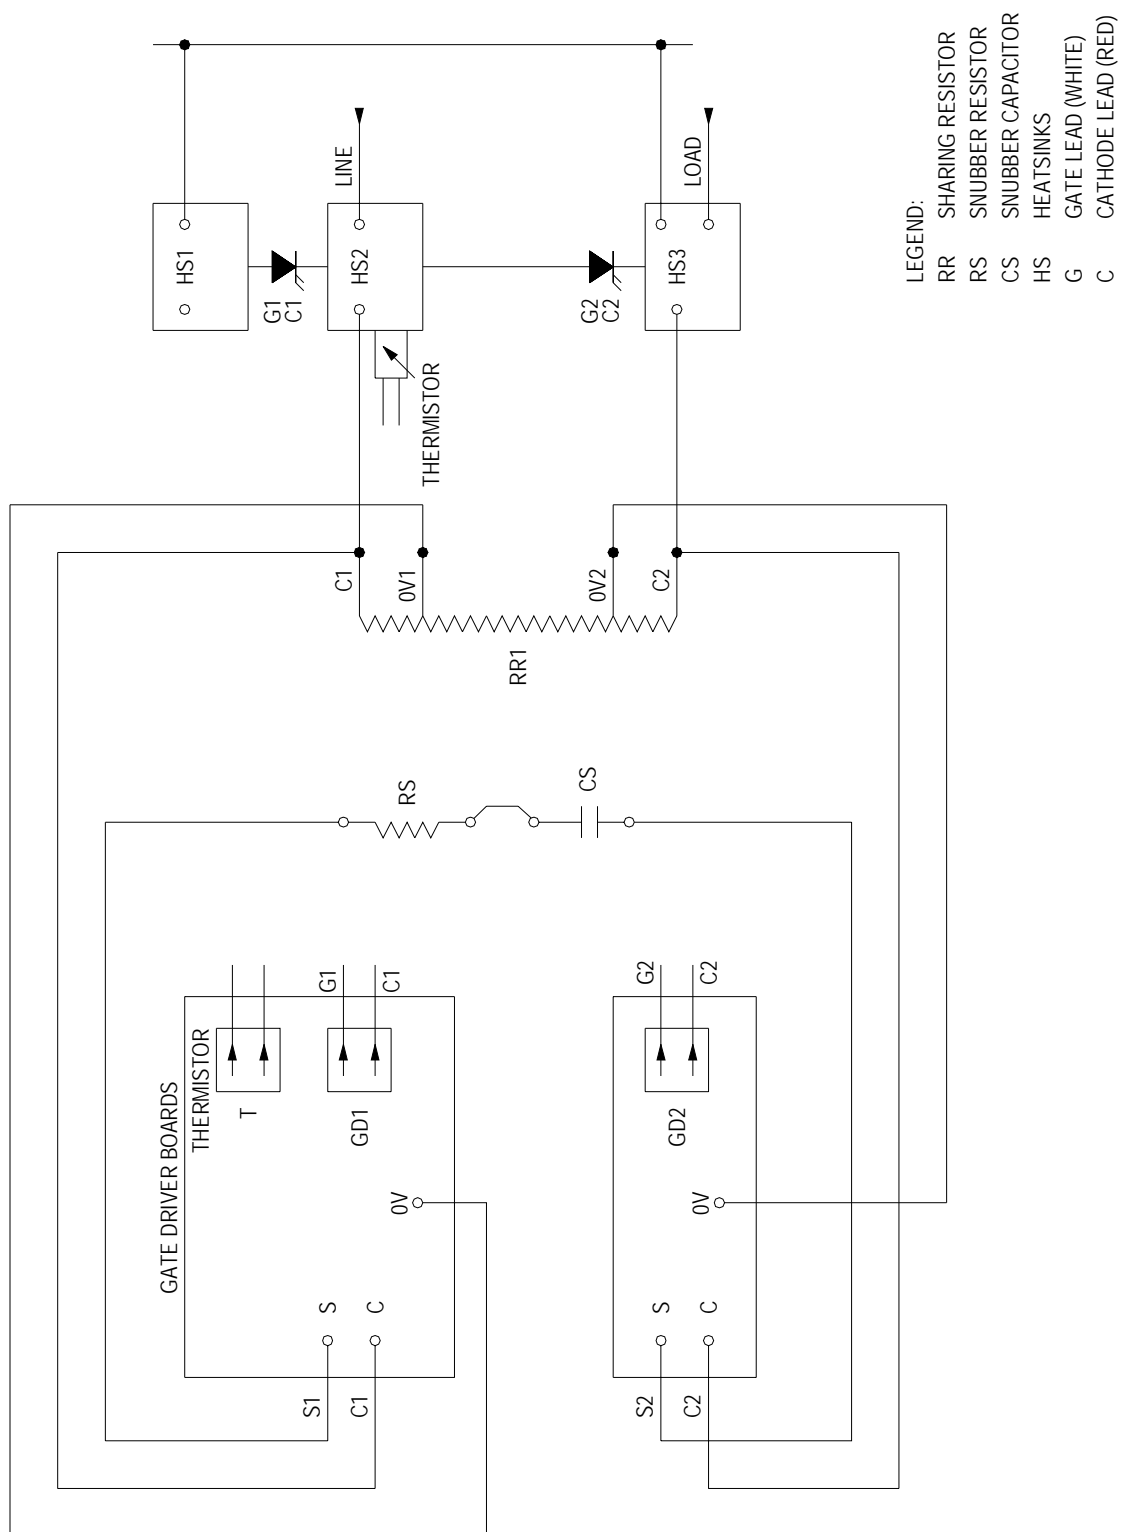 GATE DRIVER BOARDS
THERMISTOR
T
GD1
G1
C1
0V
S
C
S1
C1
GD2
G2
C2
0V
S
C
S2
C2
RS
CS
RR1
C1
0V1
0V2
C2
THERMISTOR
HS1
G1
C1
HS2
LINE
G2
C2
HS3
LOAD
LEGEND:
RR SHARING RESISTOR
RS SNUBBER RESISTOR
CS SNUBBER CAPACITOR
HS HEATSINKS
G GATE LEAD (WHITE)
C CATHODE LEAD (RED)